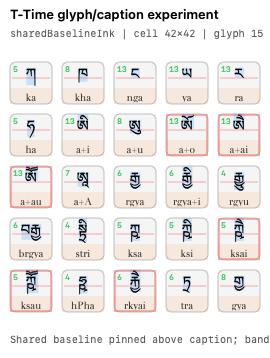 T-Time glyph/caption experiment
sharedBaselineInk | cell 42×42 | glyph 15
5 8 13 13 13
ཀ ཁ ང ཡ ར
ka kha nga ya ra
5 13 8 13 13
ཧ ཨི ཨུ ཨོ ཨཻ
ha a+i a+u a+o a+ai
13 7 6 6 4
ཨཽ ཨཱ རྒྱ རྒྱི རྒྱུ
a+au a+A rgya rgya+i rgyu
6 4 5 5 5
བརྒྱ སྟྲི ཀྵ ཀྵི ཀྵཻ
brgya stri ksa ksi ksai
5 4 6 6 8
ཀྵཽ ཧྥ རྐྱཻ ཏྲ གྱ
ksau hPha rkyai tra gya
Shared baseline pinned above caption; band